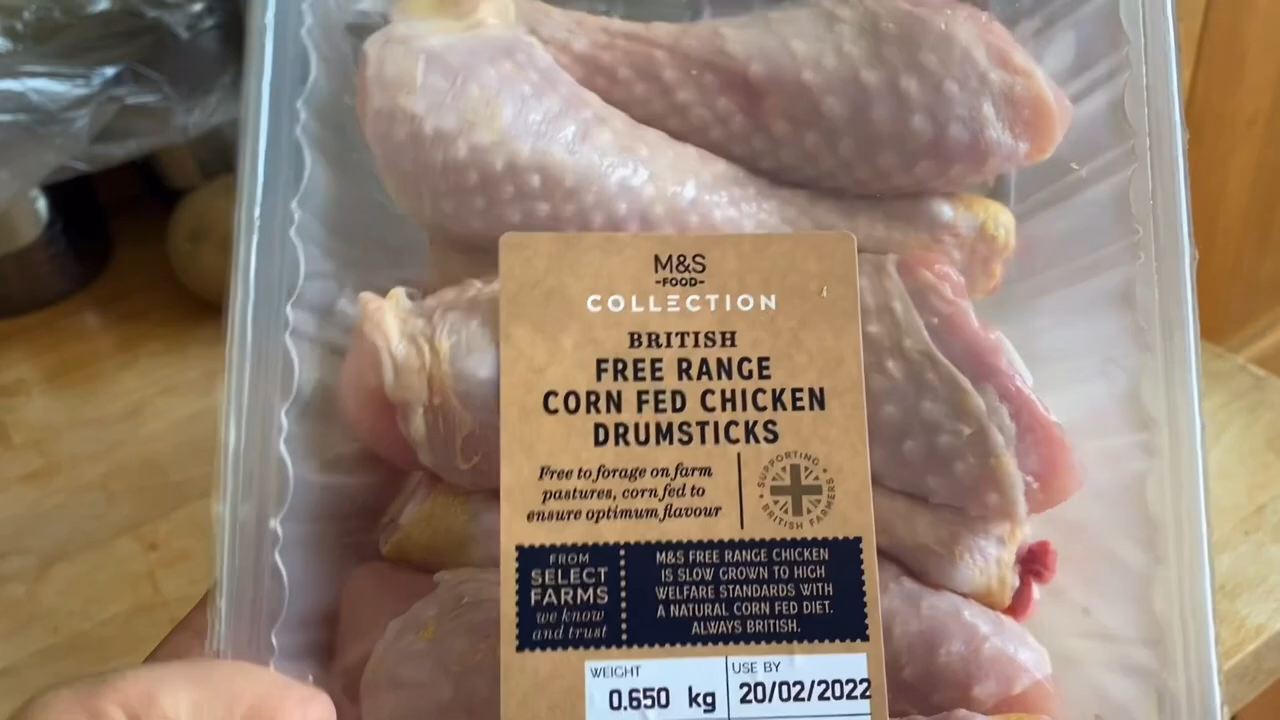 M&S
-FOOD-
COLLECTION
BRITISH
FREE RANGE
CORN FED CHICKEN
DRUMSTICKS
Free to forage on farm
pastures, corn fed to
ensure optimum flavour
SUPPORTING
BRITISH FARMERS
FROM
SELECT
FARMS
we know
and trust
M&S FREE RANGE CHICKEN
IS SLOW GROWN TO HIGH
WELFARE STANDARDS WITH
A NATURAL CORN FED DIET.
ALWAYS BRITISH.
WEIGHT
0.650 kg
USE BY
20/02/2022